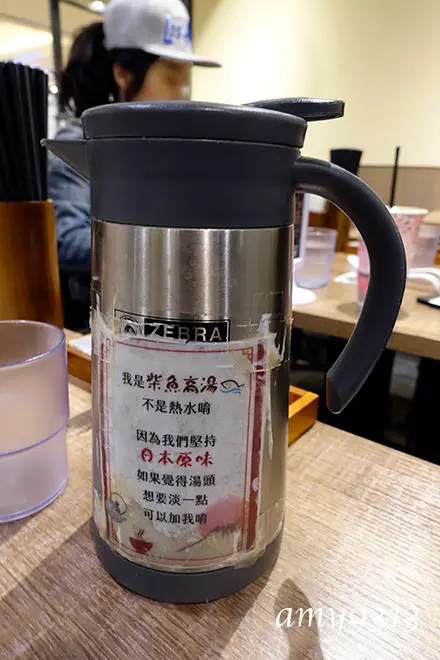 ZEBRA
我是柴魚高湯
不是熱水唷
因為我們堅持
日本原味
如果覺得湯頭
想要淡一點
可以加我唷
amy0313